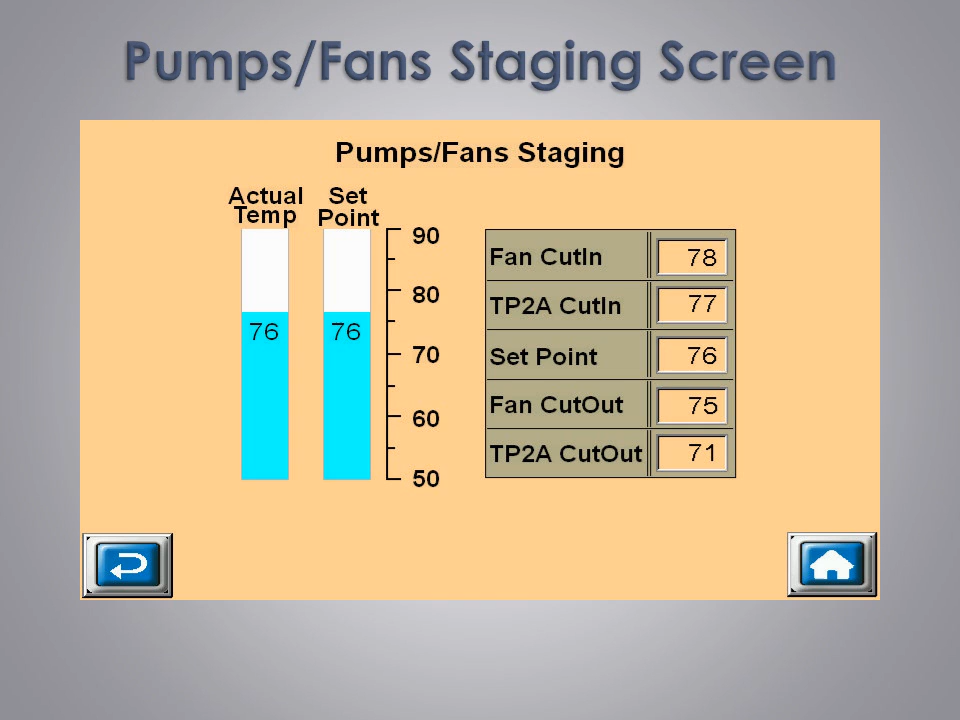 Pumps/Fans Staging Screen
Pumps/Fans Staging
Actual Temp
Set Point
76
76
90
80
70
60
50
Fan CutIn 78
TP2A CutIn 77
Set Point 76
Fan CutOut 75
TP2A CutOut 71